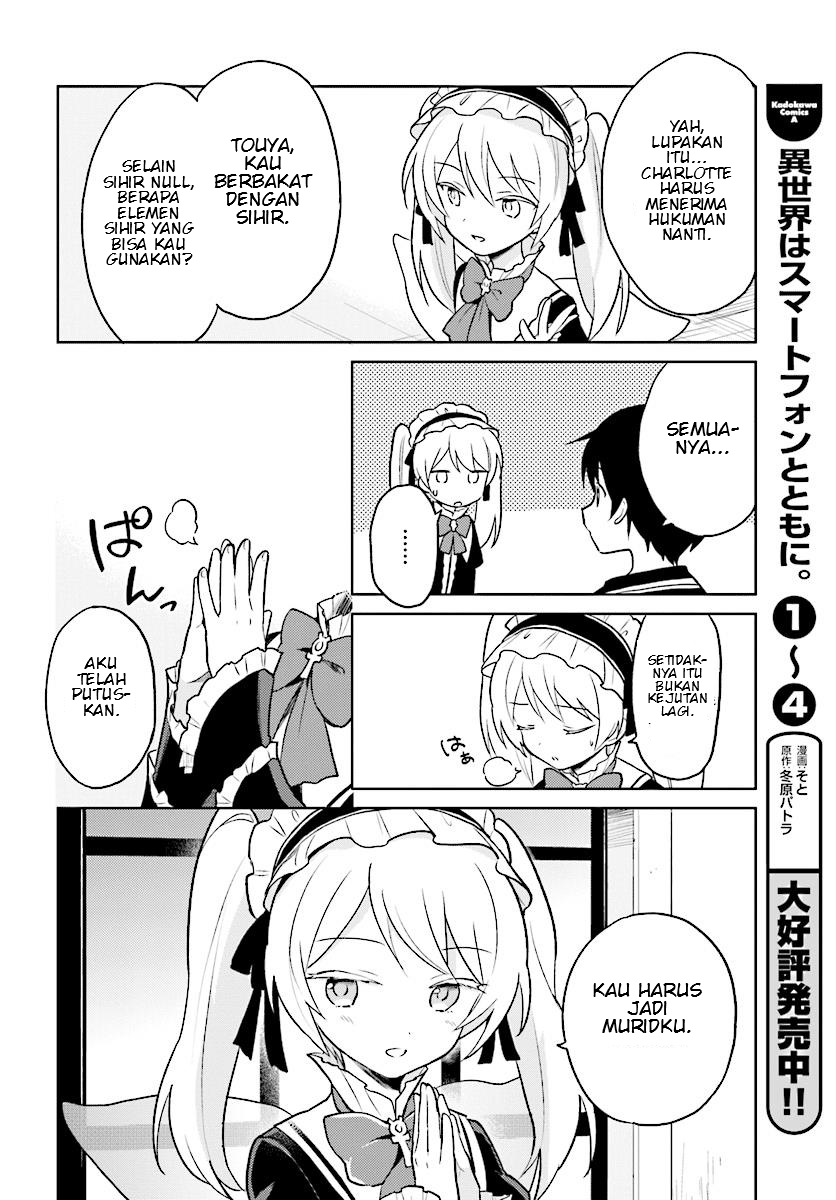 YAH,
LUPAKAN
ITU...
CHARLOTTE
HARUS
MENERIMA
HUKUMAN
NANTI.
TOUYA,
KAU
BERBAKAT
DENGAN
SIHIR.
SELAIN
SIHIR NULL,
BERAPA
ELEMEN
SIHIR YANG
BISA KAU
GUNAKAN?
SEMUA-
NYA...
......
SETIDAK-
NYA ITU
BUKAN
KEJUTAN
LAGI.
はぁぁ
ぱんっ
AKU
TELAH
PUTUS-
KAN.
KAU HARUS
JADI
MURIDKU.
Kadokawa
Comics
A
異世界はスマートフォンとともに。
1~4
漫画:そと
原作:冬原パトラ
大好評発売中!!